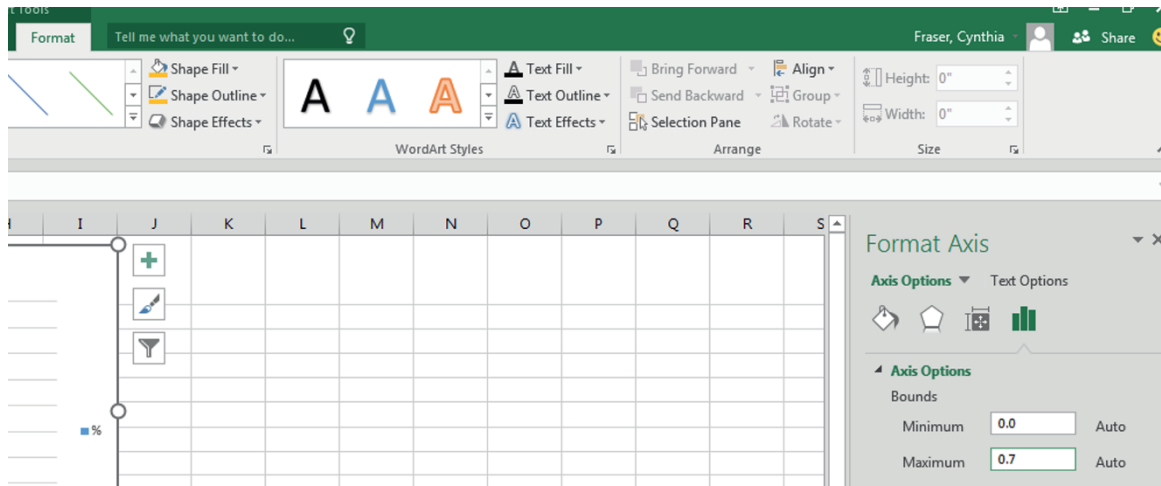 t Tools
Format Tell me what you want to do... Fraser, Cynthia Share
Shape Fill A A A Text Fill Bring Forward Align Height: 0"
Shape Outline Text Outline Send Backward Group Width: 0"
Shape Effects Text Effects Selection Pane Rotate
WordArt Styles Arrange Size
H I J K L M N O P Q R S
Format Axis
Axis Options Text Options
Axis Options
Bounds
Minimum 0.0 Auto
%
Maximum 0.7 Auto